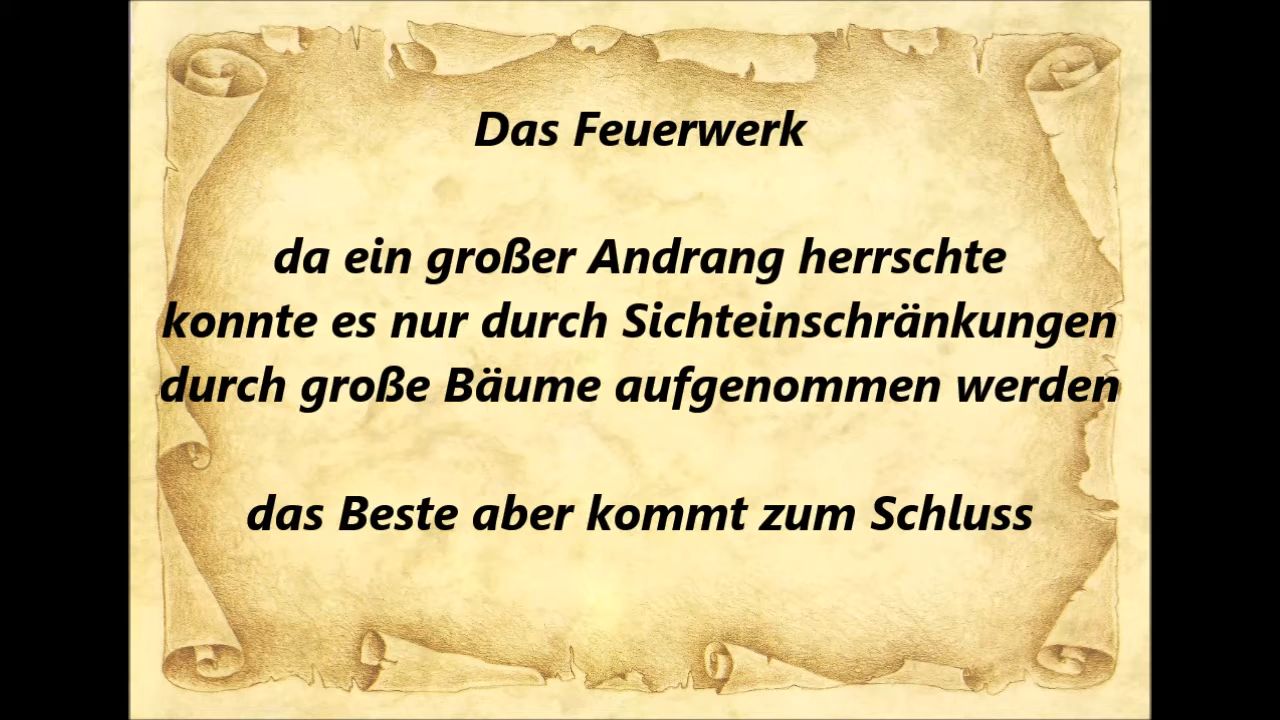 Das Feuerwerk
da ein großer Andrang herrschte
konnte es nur durch Sichteinschränkungen
durch große Bäume aufgenommen werden
das Beste aber kommt zum Schluss